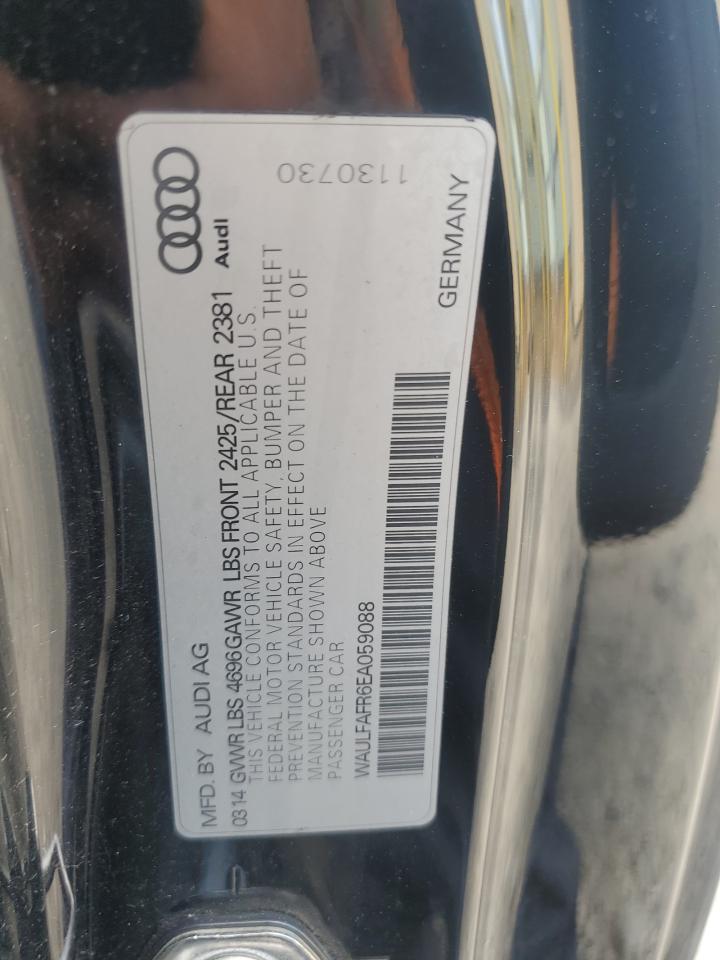 Audi
1130730
MFD. BY AUDI AG
0314 GVWR LBS 4696 GAWR LBS FRONT 2425/REAR 2381
THIS VEHICLE CONFORMS TO ALL APPLICABLE U.S.
FEDERAL MOTOR VEHICLE SAFETY, BUMPER AND THEFT
PREVENTION STANDARDS IN EFFECT ON THE DATE OF
MANUFACTURE SHOWN ABOVE
PASSENGER CAR
WAULFAFR6EA059088
GERMANY